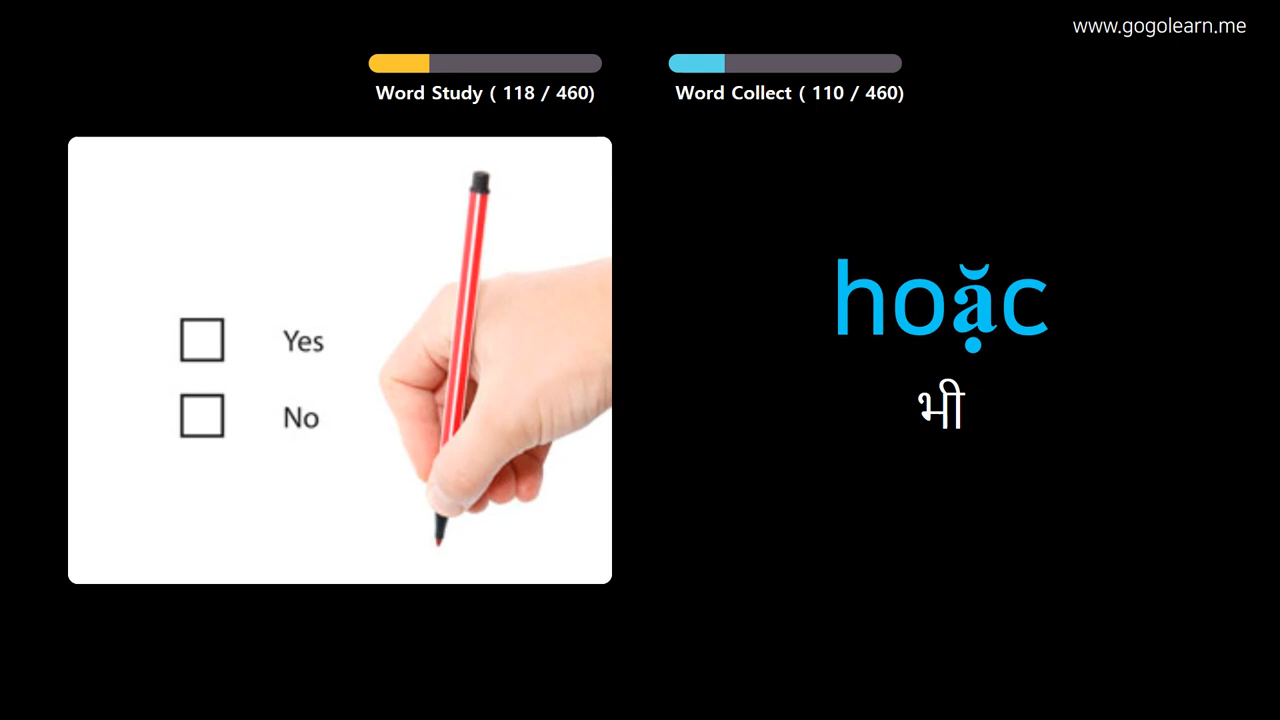 www.gogolearn.me
Word Study ( 118 / 460)
Word Collect ( 110 / 460)
Yes
No
hoặc
भी